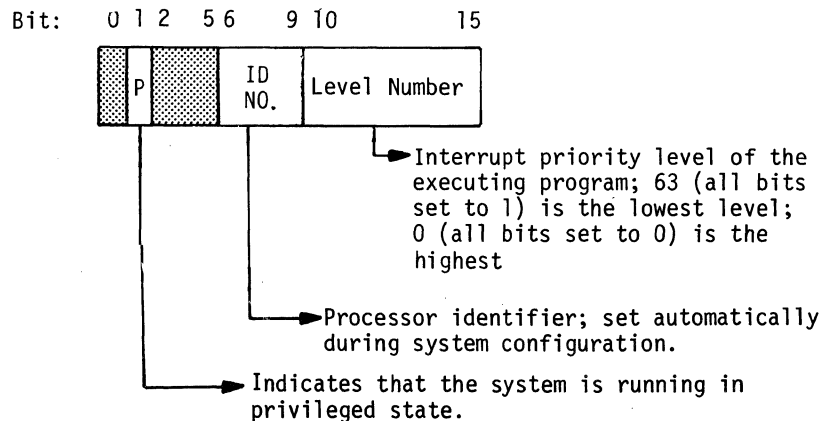 Bit: 0 1 2 5 6 9 10 15
P
ID
NO.
Level Number
Interrupt priority level of the
executing program; 63 (all bits
set to 1) is the lowest level;
0 (all bits set to 0) is the
highest
Processor identifier; set automatically
during system configuration.
Indicates that the system is running in
privileged state.